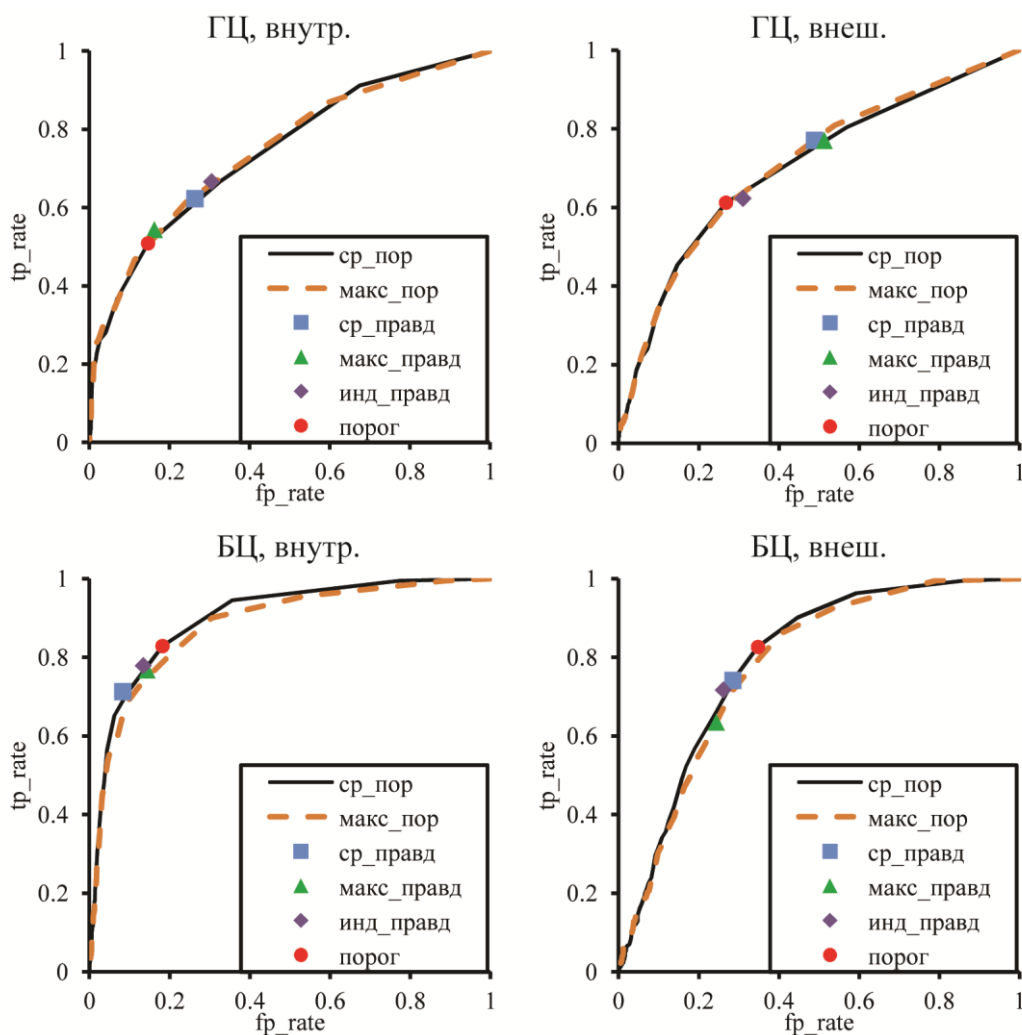 ГЦ, внутр.
1
0.8
0.6
0.4
0.2
0
tp_rate
ср_пор
макс_пор
ср_правд
макс_правд
инд_правд
порог
0
0.2
0.4
0.6
0.8
1
fp_rate
ГЦ, внеш.
1
0.8
0.6
0.4
0.2
0
tp_rate
ср_пор
макс_пор
ср_правд
макс_правд
инд_правд
порог
0
0.2
0.4
0.6
0.8
1
fp_rate
БЦ, внутр.
1
0.8
0.6
0.4
0.2
0
tp_rate
ср_пор
макс_пор
ср_правд
макс_правд
инд_правд
порог
0
0.2
0.4
0.6
0.8
1
fp_rate
БЦ, внеш.
1
0.8
0.6
0.4
0.2
0
tp_rate
ср_пор
макс_пор
ср_правд
макс_правд
инд_правд
порог
0
0.2
0.4
0.6
0.8
1
fp_rate